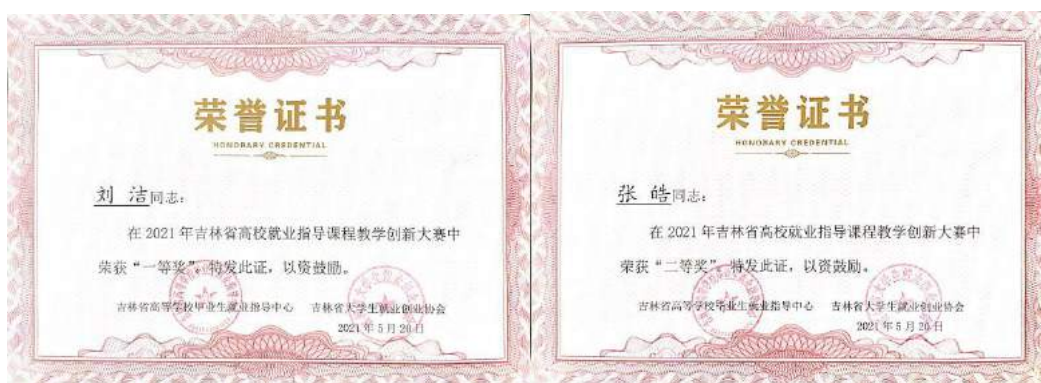 荣誉证书
HONORARY CREDENTIAL
刘 洁同志：
在 2021 年吉林省高校就业指导课程教学创新大赛中
荣获“一等奖”，特发此证，以资鼓励。
吉林省高等学校毕业生就业指导中心 吉林省大学生就业创业协会
2021 年 5 月 20 日
荣誉证书
HONORARY CREDENTIAL
张 皓同志：
在 2021 年吉林省高校就业指导课程教学创新大赛中
荣获“二等奖”，特发此证，以资鼓励。
吉林省高等学校毕业生就业指导中心 吉林省大学生就业创业协会
2021 年 5 月 20 日